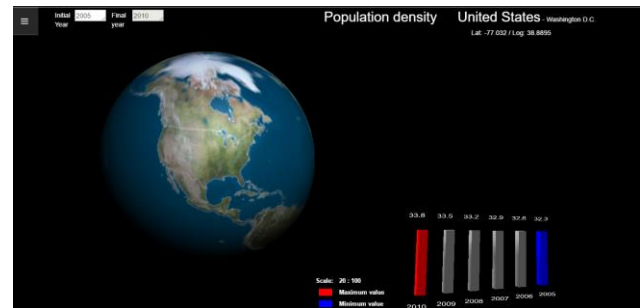 ≡ Initial Year 2005 Final year 2010
Population density United States - Washington D.C.
Lat: -77.032 / Log: 38.8895
33.8 33.5 33.2 32.9 32.6 32.3
2010 2009 2008 2007 2006 2005
Scale: 20 : 100
Maximum value
Minimum value